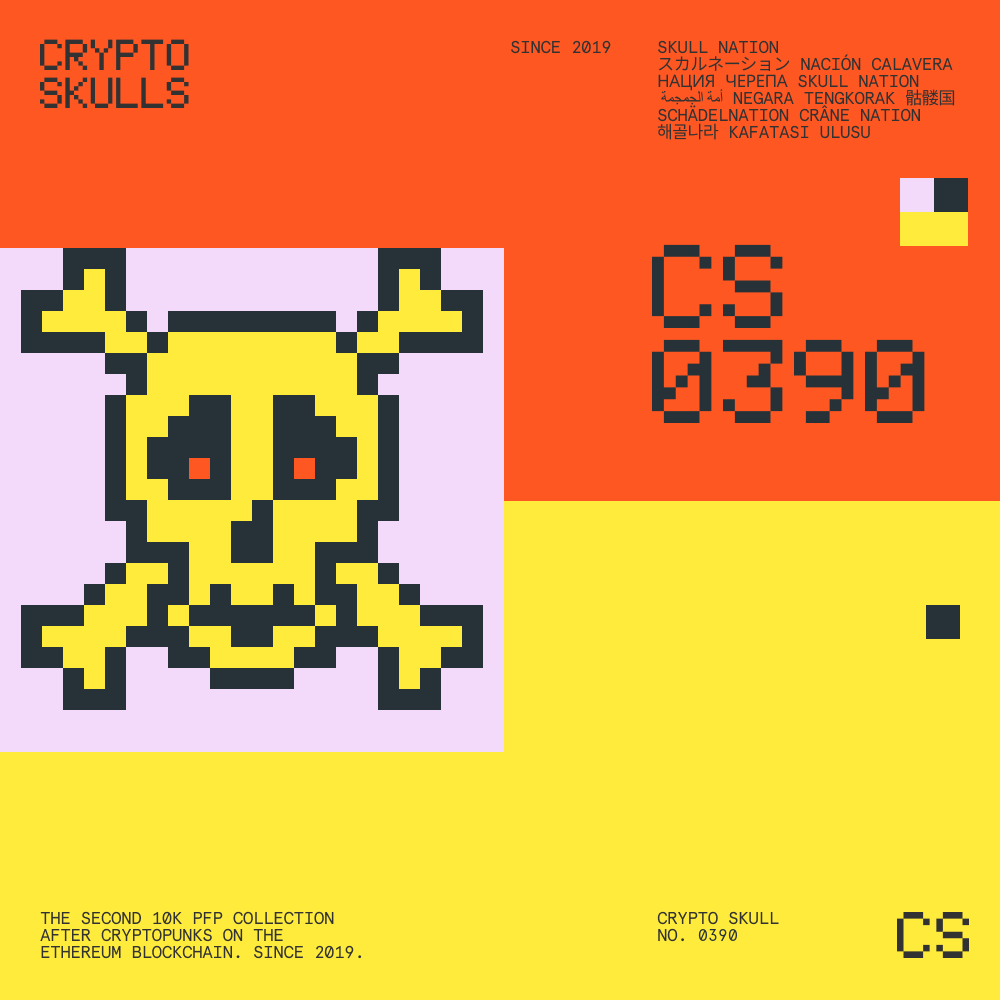 CRYPTO
SKULLS
SINCE 2019
SKULL NATION
スカルネーション NACIÓN CALAVERA
НАЦИЯ ЧЕРЕПА SKULL NATION
أمة الجمجمة NEGARA TENGKORAK 骷髅国
SCHÄDELNATION CRÂNE NATION
해골나라 KAFATASI ULUSU
CS
0390
THE SECOND 10K PFP COLLECTION
AFTER CRYPTOPUNKS ON THE
ETHEREUM BLOCKCHAIN. SINCE 2019.
CRYPTO SKULL
NO. 0390
CS